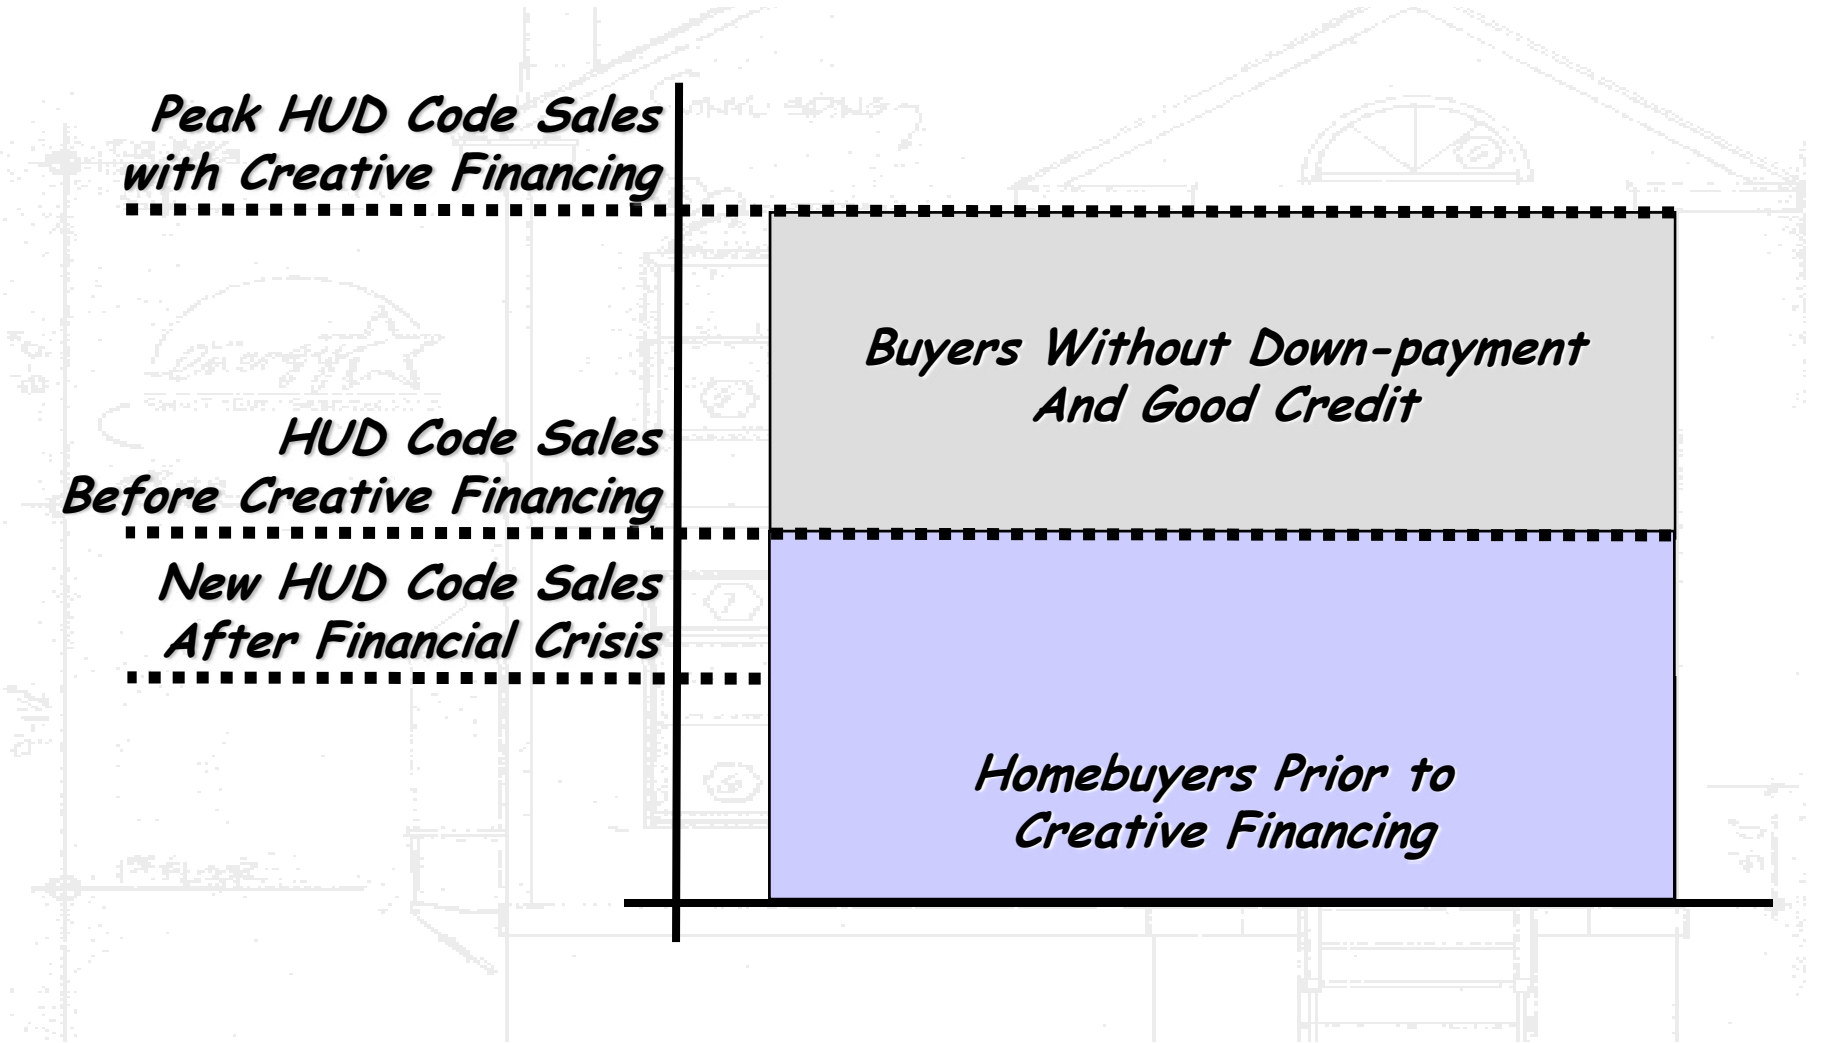 Peak HUD Code Sales
with Creative Financing
Buyers Without Down-payment
And Good Credit
HUD Code Sales
Before Creative Financing
New HUD Code Sales
After Financial Crisis
Homebuyers Prior to
Creative Financing